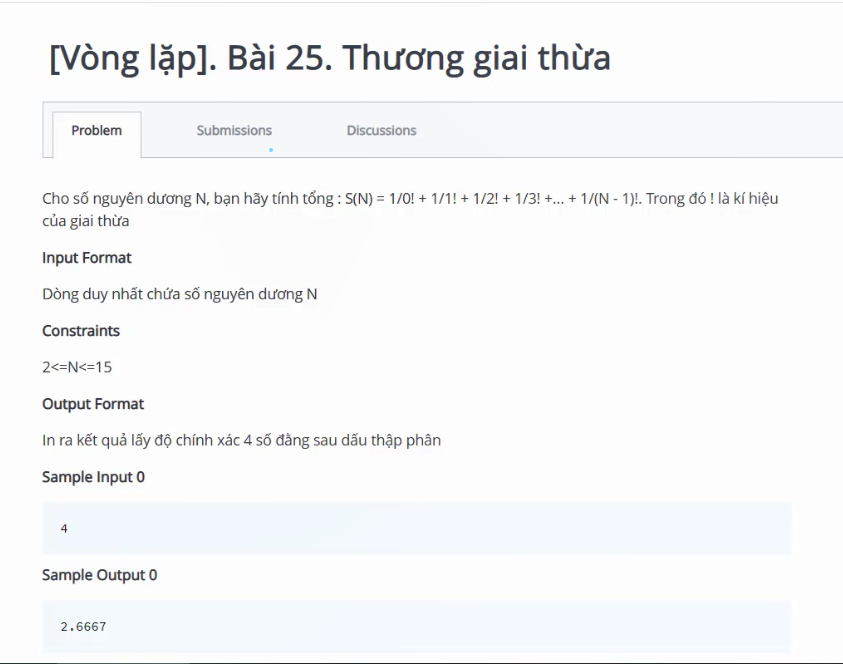 [Vòng lặp]. Bài 25. Thương giai thừa
Problem
Submissions
Discussions
Cho số nguyên dương N, bạn hãy tính tổng : S(N) = 1/0! + 1/1! + 1/2! + 1/3! +... + 1/(N - 1)!. Trong đó ! là kí hiệu
của giai thừa
Input Format
Dòng duy nhất chứa số nguyên dương N
Constraints
2<=N<=15
Output Format
In ra kết quả lấy độ chính xác 4 số đằng sau dấu thập phân
Sample Input 0
4
Sample Output 0
2.6667